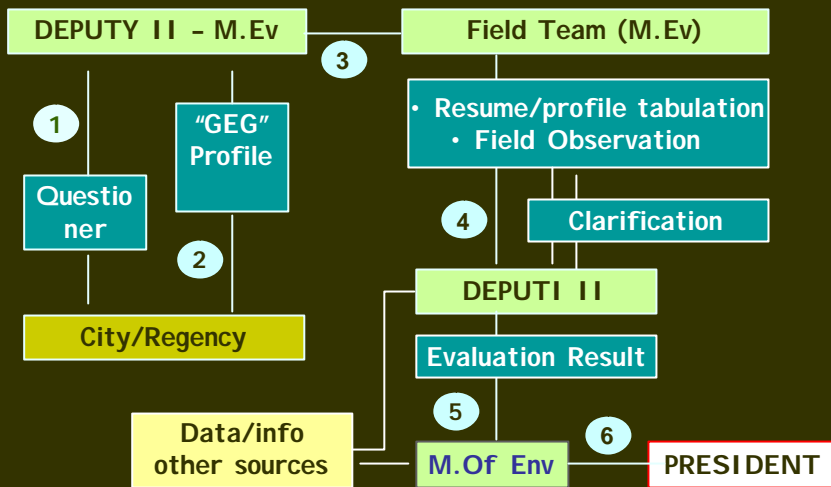 DEPUTY II – M.Ev
3
Field Team (M.Ev)
1
"GEG"
Profile
Questio
ner
2
City/Regency
• Resume/profile tabulation
• Field Observation
4
Clarification
DEPUTI II
Evaluation Result
5
Data/info
other sources
M.Of Env
6
PRESIDENT